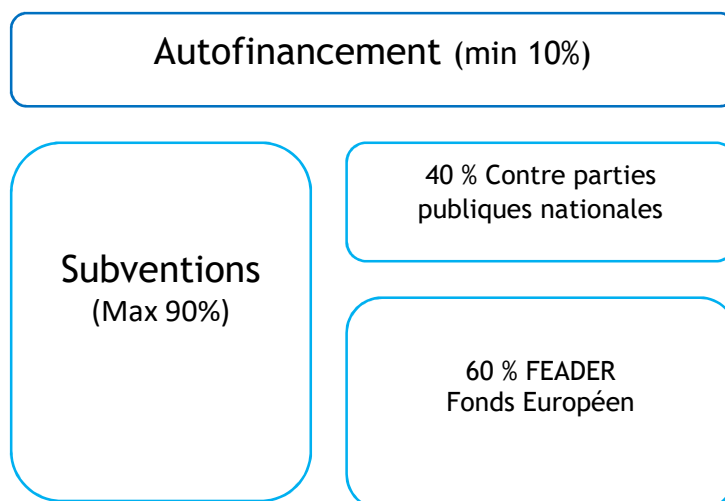 Autofinancement (min 10%)
Subventions
(Max 90%)
40 % Contre parties
publiques nationales
60 % FEADER
Fonds Européen